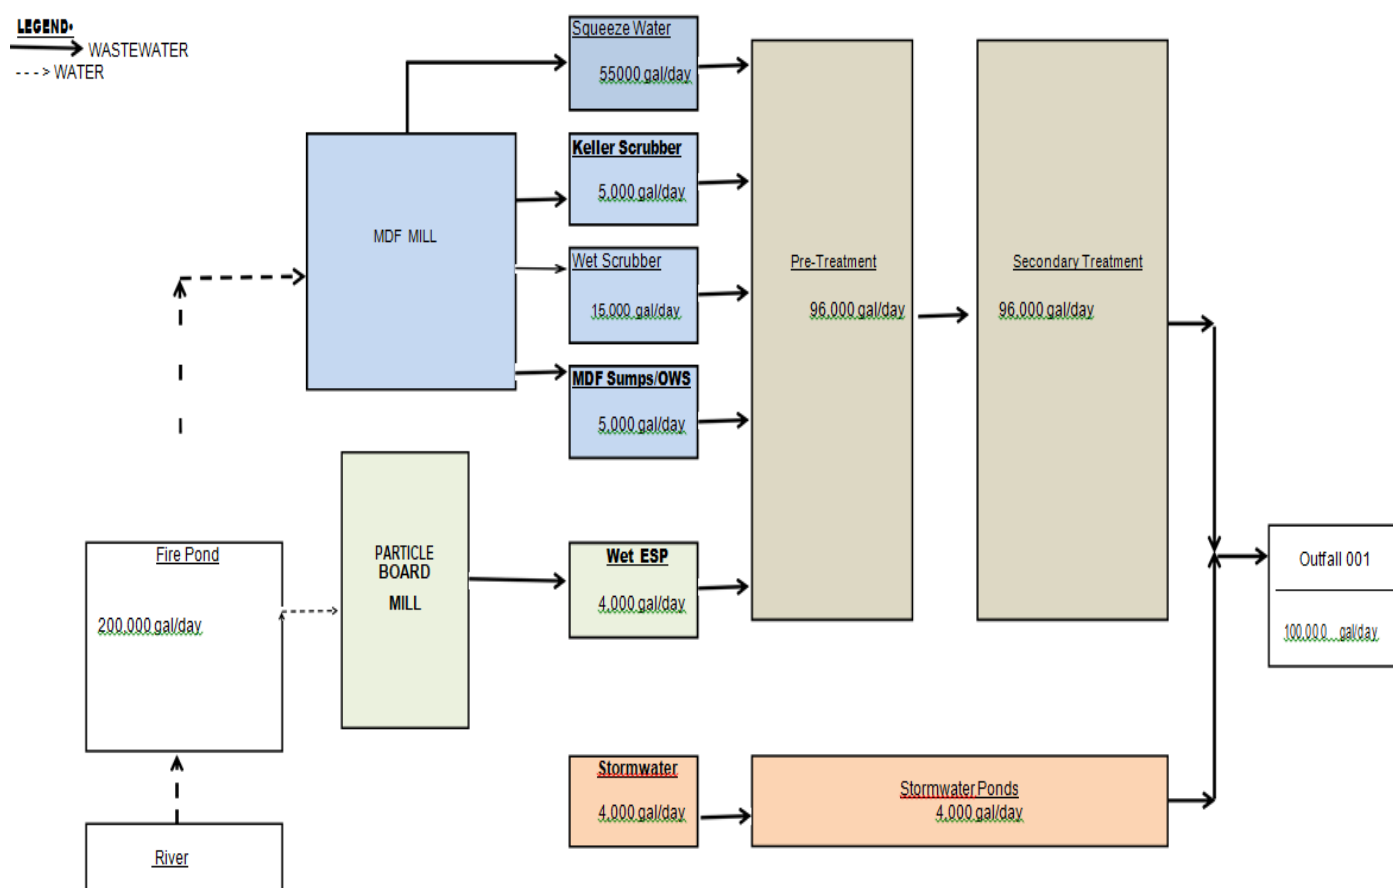 LEGEND•
WASTEWATER
- - - > WATER
Squeeze Water
55000 gal/day
Keller Scrubber
5,000 gal/day
MDF MILL
Wet Scrubber
15,000 gal/day
MDF Sumps/OWS
5,000 gal/day
Pre-Treatment
96,000 gal/day
Secondary Treatment
96,000 gal/day
Fire Pond
200,000 gal/day
PARTICLE
BOARD
MILL
Wet ESP
4,000 gal/day
Outfall 001
100,000 gal/day
Stormwater
4,000 gal/day
Stormwater Ponds
4,000 gal/day
River